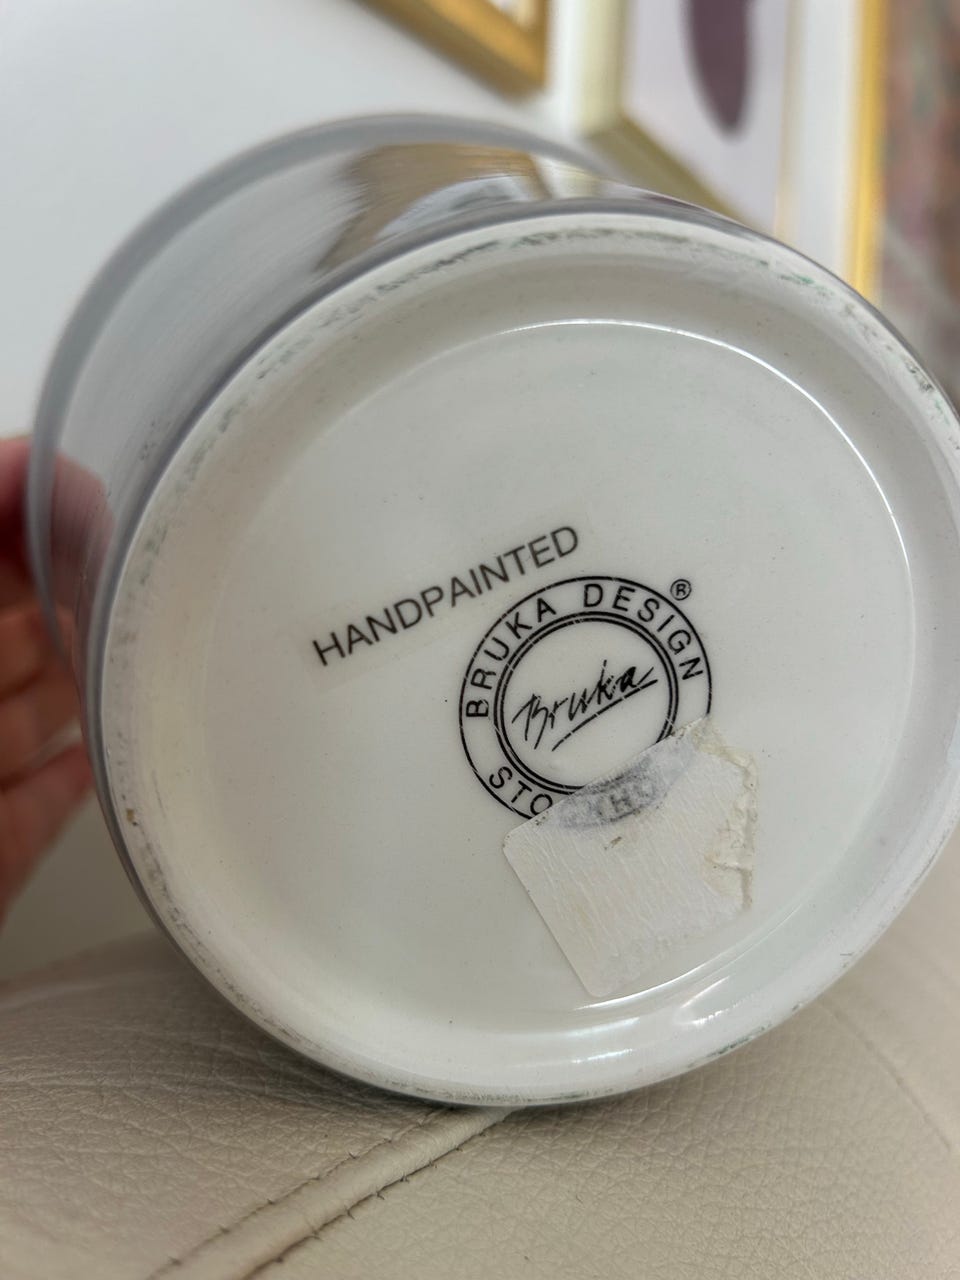 HANDPAINTED
BRUKA DESIGN
®
Bruka